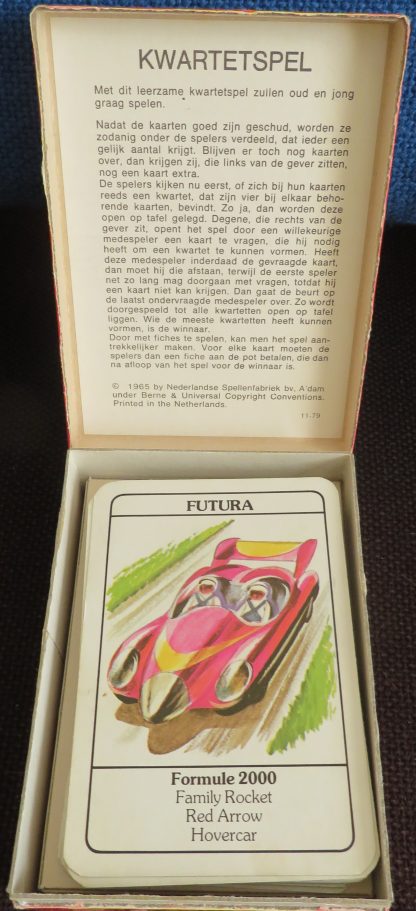 KWARTETSPEL
Met dit leerzame kwartetspel zullen oud en jong
graag spelen.
Nadat de kaarten goed zijn geschud, worden ze
zodanig onder de spelers verdeeld, dat ieder een
gelijk aantal krijgt. Blijven er toch nog kaarten
over, dan krijgen zij, die links van de gever zitten,
nog een kaart extra.
De spelers kijken nu eerst, of zich bij hun kaarten
reeds een kwartet, dat zijn vier bij elkaar beho-
rende kaarten, bevindt. Zo ja, dan worden deze
open op tafel gelegd. Degene, die rechts van de
gever zit, opent het spel door een willekeurige
medespeler een kaart te vragen, die hij nodig
heeft om een kwartet te kunnen vormen. Heeft
deze medespeler inderdaad de gevraagde kaart,
dan moet hij die afstaan, terwijl de eerste speler
net zo lang mag doorgaan met vragen, totdat hij
een kaart niet kan krijgen. Dan gaat de beurt op
de laatst ondervraagde medespeler over. Zo wordt
doorgespeeld tot alle kwartetten open op tafel
liggen. Wie de meeste kwartetten heeft kunnen
vormen, is de winnaar.
Door met fiches te spelen, kan men het spel aan-
trekkelijker maken. Voor elke kaart moeten de
spelers dan een fiche aan de pot betalen, die dan
na afloop van het spel voor de winnaar is.
© 1965 by Nederlandse Spellenfabriek bv, A'dam
under Berne & Universal Copyright Conventions.
Printed in the Netherlands.
11-79
FUTURA
Formule 2000
Family Rocket
Red Arrow
Hovercar